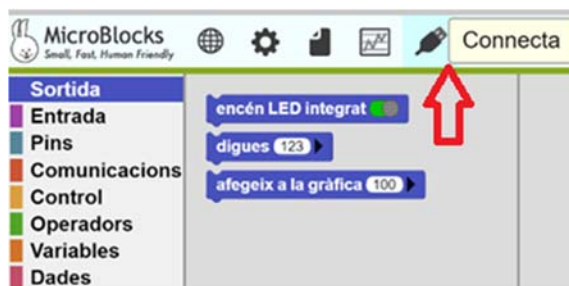 MicroBlocks
Small, Fast, Human Friendly
Connecta
Sortida
Entrada
Pins
Comunicacions
Control
Operadors
Variables
Dades
encén LED integrat
digues 123
afegeix a la gràfica 100